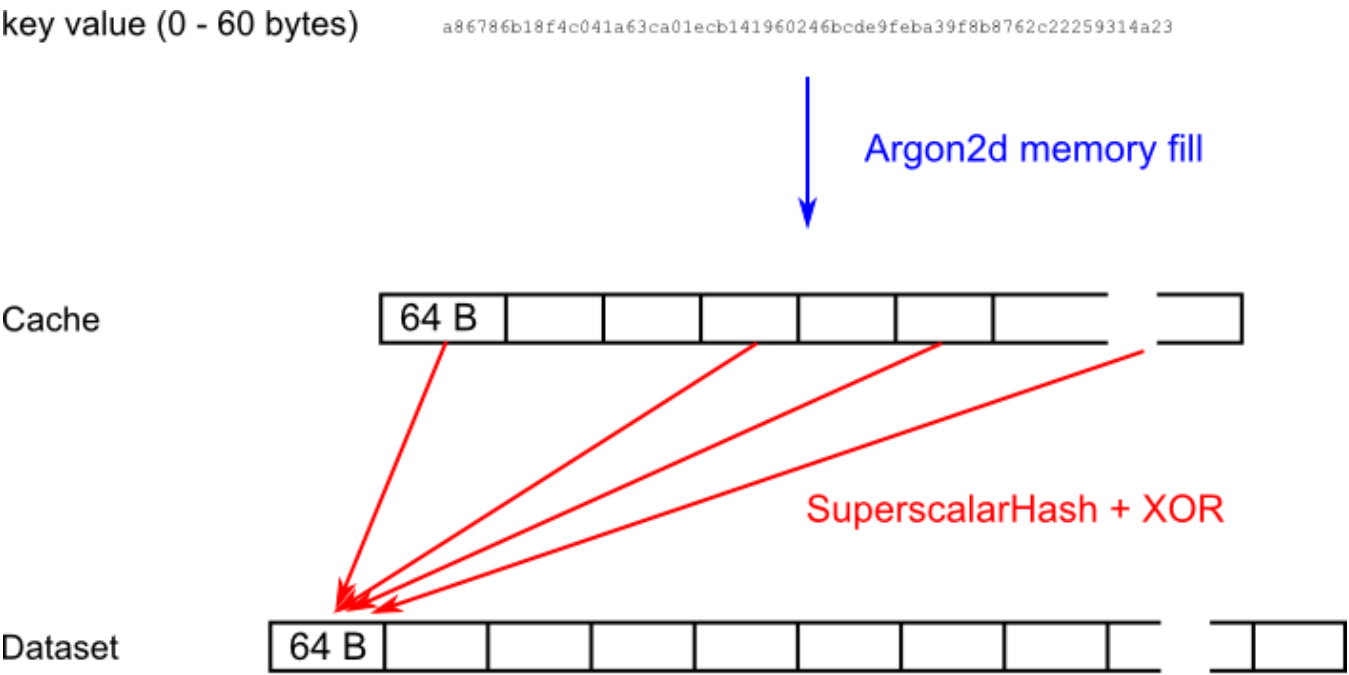 key value (0 - 60 bytes)
a86786b18f4c041a63ca01ecb141960246bcde9feba39f8b8762c22259314a23
Argon2d memory fill
Cache
64 B
SuperscalarHash + XOR
Dataset
64 B